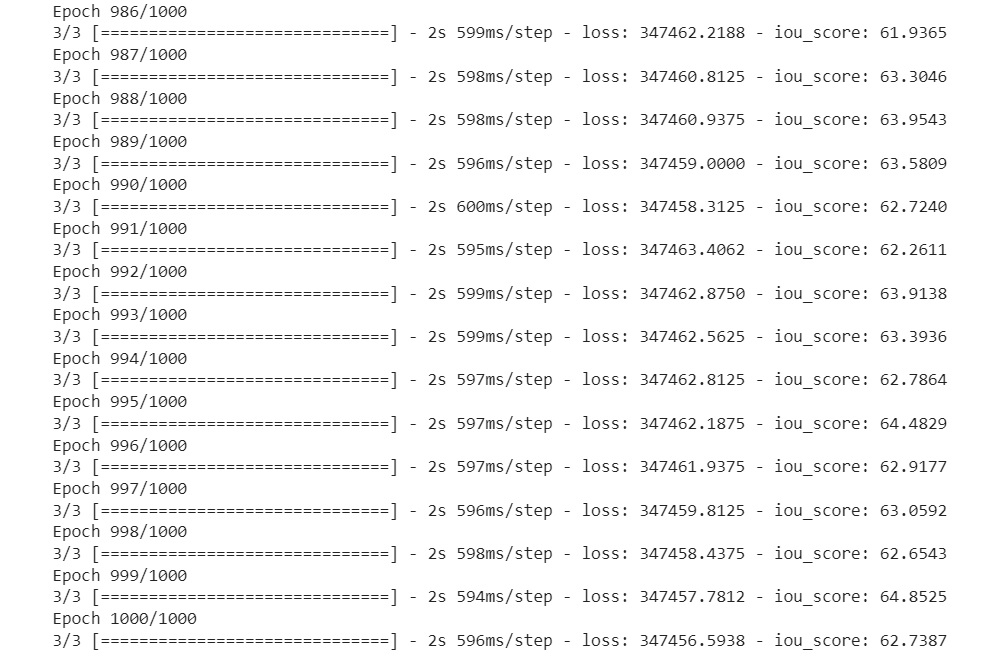 Epoch 986/1000
3/3 [==============================] - 2s 599ms/step - loss: 347462.2188 - iou_score: 61.9365
Epoch 987/1000
3/3 [==============================] - 2s 598ms/step - loss: 347460.8125 - iou_score: 63.3046
Epoch 988/1000
3/3 [==============================] - 2s 598ms/step - loss: 347460.9375 - iou_score: 63.9543
Epoch 989/1000
3/3 [==============================] - 2s 596ms/step - loss: 347459.0000 - iou_score: 63.5809
Epoch 990/1000
3/3 [==============================] - 2s 600ms/step - loss: 347458.3125 - iou_score: 62.7240
Epoch 991/1000
3/3 [==============================] - 2s 595ms/step - loss: 347463.4062 - iou_score: 62.2611
Epoch 992/1000
3/3 [==============================] - 2s 599ms/step - loss: 347462.8750 - iou_score: 63.9138
Epoch 993/1000
3/3 [==============================] - 2s 599ms/step - loss: 347462.5625 - iou_score: 63.3936
Epoch 994/1000
3/3 [==============================] - 2s 597ms/step - loss: 347462.8125 - iou_score: 62.7864
Epoch 995/1000
3/3 [==============================] - 2s 597ms/step - loss: 347462.1875 - iou_score: 64.4829
Epoch 996/1000
3/3 [==============================] - 2s 597ms/step - loss: 347461.9375 - iou_score: 62.9177
Epoch 997/1000
3/3 [==============================] - 2s 596ms/step - loss: 347459.8125 - iou_score: 63.0592
Epoch 998/1000
3/3 [==============================] - 2s 598ms/step - loss: 347458.4375 - iou_score: 62.6543
Epoch 999/1000
3/3 [==============================] - 2s 594ms/step - loss: 347457.7812 - iou_score: 64.8525
Epoch 1000/1000
3/3 [==============================] - 2s 596ms/step - loss: 347456.5938 - iou_score: 62.7387